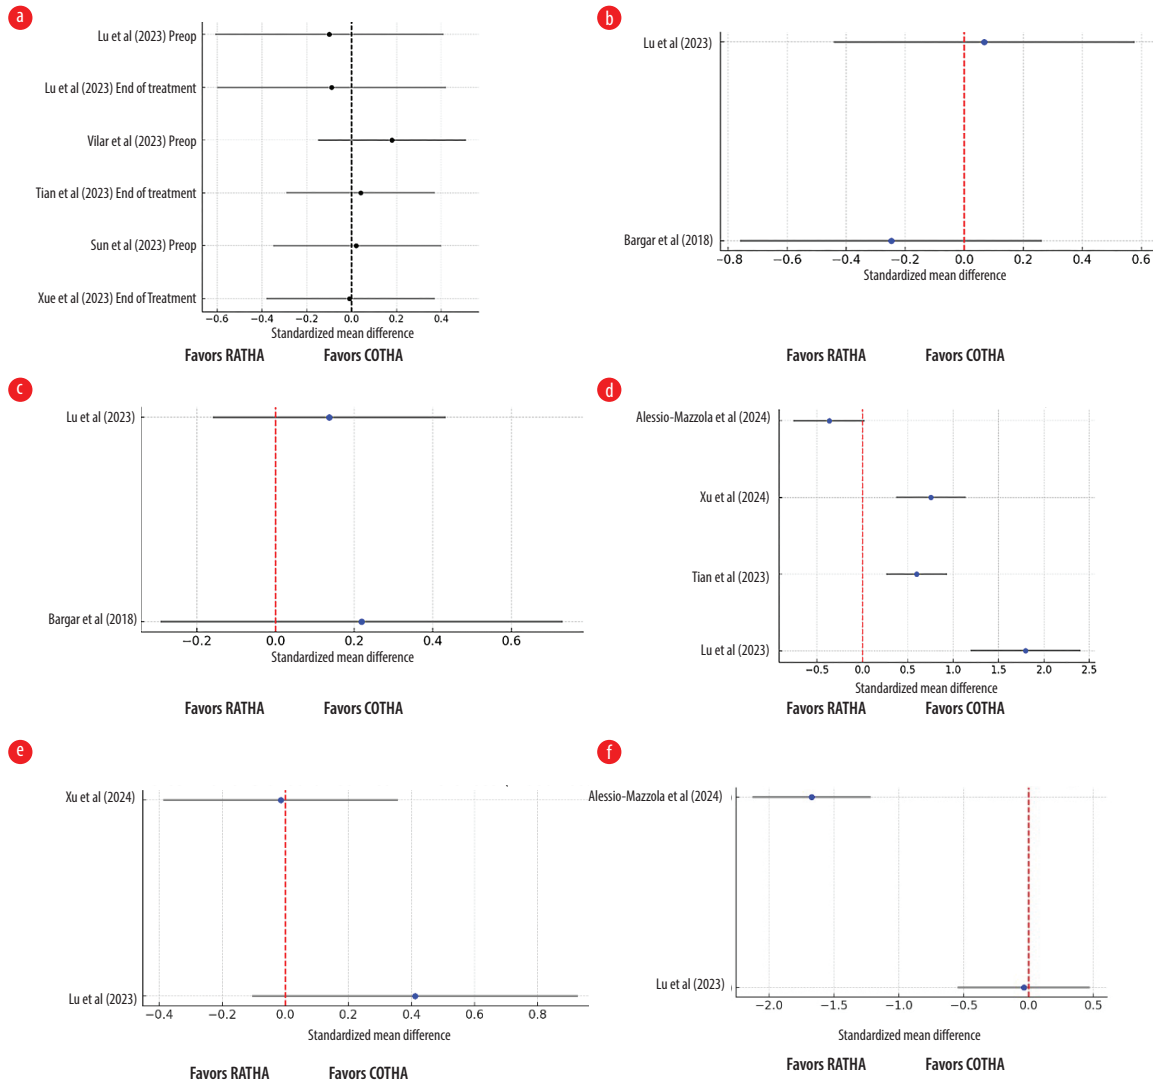 a
Lu et al (2023) Preop
Lu et al (2023) End of treatment
Vilar et al (2023) Preop
Tian et al (2023) End of treatment
Sun et al (2023) Preop
Xue et al (2023) End of Treatment
−0.6 −0.4 −0.2 0.0 0.2 0.4
Standardized mean difference
Favors RATHA Favors COTHA
b
Lu et al (2023)
Bargar et al (2018)
−0.8 −0.6 −0.4 −0.2 0.0 0.2 0.4 0.6
Standardized mean difference
Favors RATHA Favors COTHA
c
Lu et al (2023)
Bargar et al (2018)
−0.2 0.0 0.2 0.4 0.6
Standardized mean difference
Favors RATHA Favors COTHA
d
Alessio-Mazzola et al (2024)
Xu et al (2024)
Tian et al (2023)
Lu et al (2023)
−0.5 0.0 0.5 1.0 1.5 2.0 2.5
Standardized mean difference
Favors RATHA Favors COTHA
e
Xu et al (2024)
Lu et al (2023)
−0.4 −0.2 0.0 0.2 0.4 0.6 0.8
Standardized mean difference
Favors RATHA Favors COTHA
f
Alessio-Mazzola et al (2024)
Lu et al (2023)
−2.0 −1.5 −1.0 −0.5 0.0 0.5
Standardized mean difference
Favors RATHA Favors COTHA